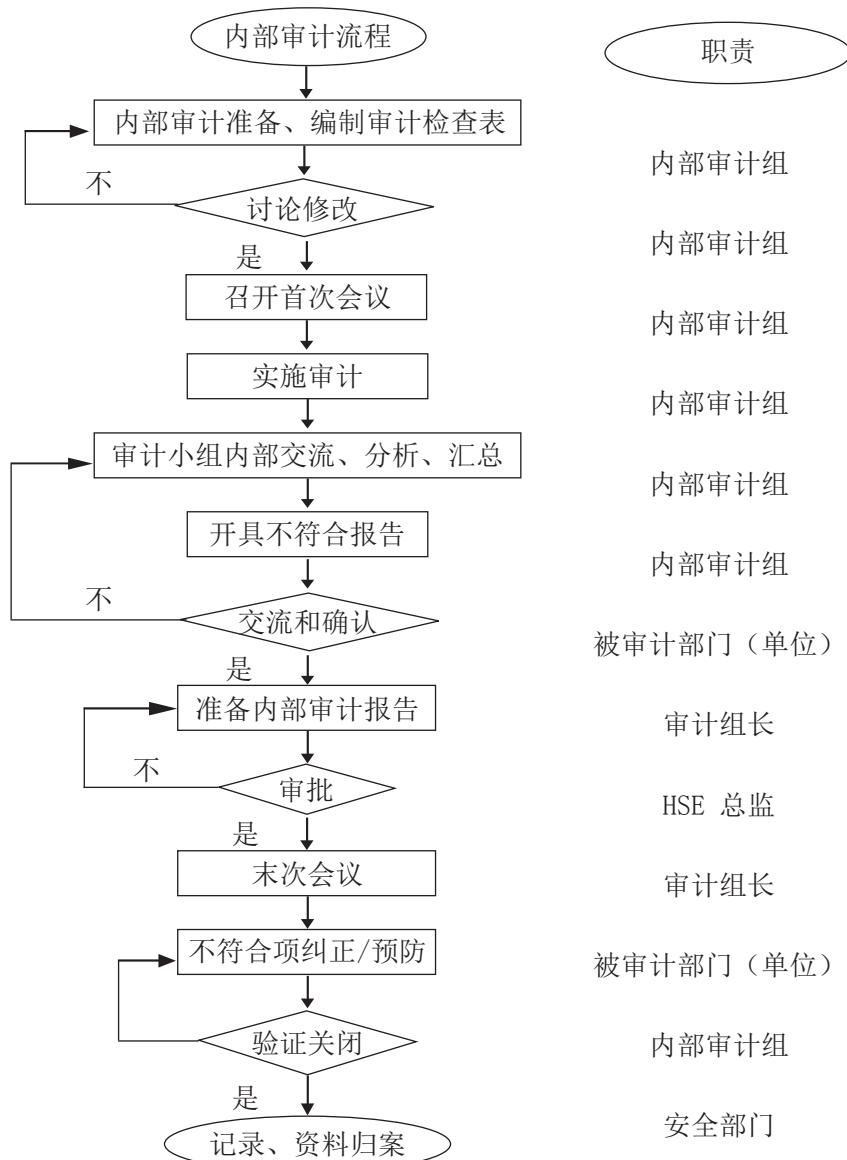 内部审计流程
职责
内部审计准备、编制审计检查表
内部审计组
不
讨论修改
内部审计组
是
召开首次会议
内部审计组
实施审计
内部审计组
审计小组内部交流、分析、汇总
内部审计组
开具不符合报告
内部审计组
不
交流和确认
被审计部门（单位）
是
准备内部审计报告
审计组长
不
审批
HSE 总监
是
末次会议
审计组长
不符合项纠正/预防
被审计部门（单位）
验证关闭
内部审计组
是
记录、资料归案
安全部门